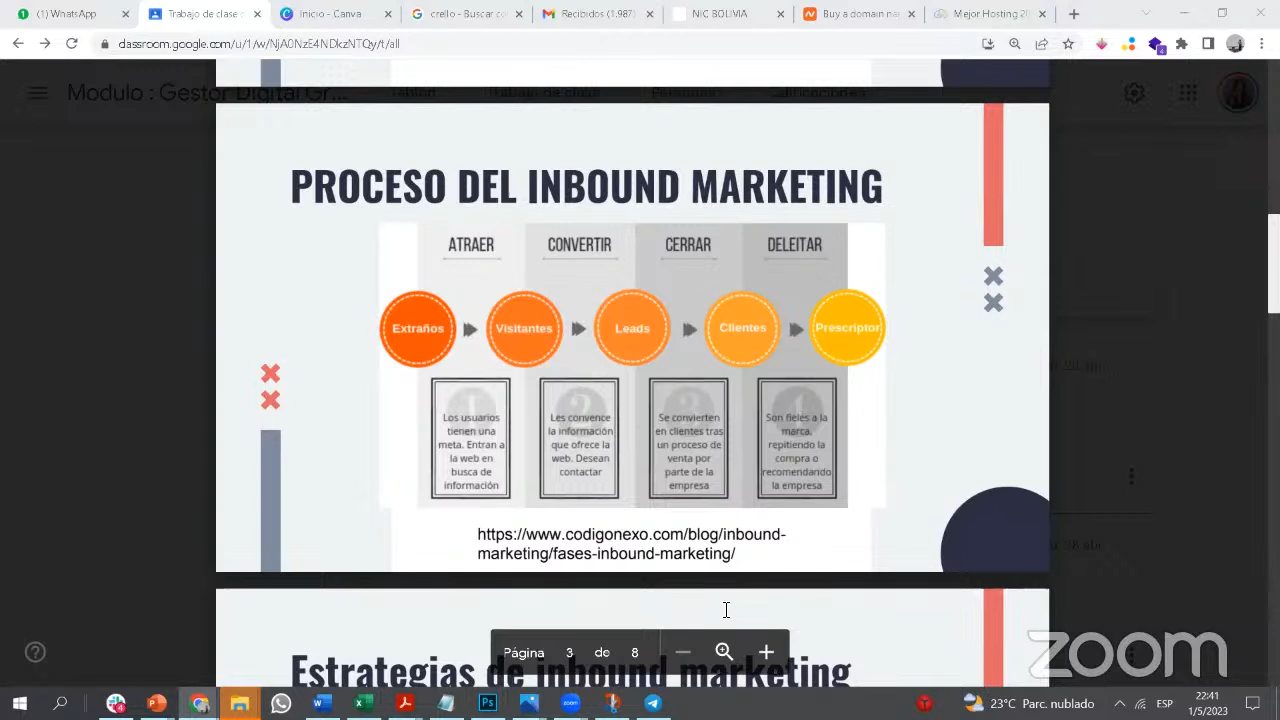 (1) WhatsApp
Trabajo de clase
Inicio - Canva
crello - Buscar co
Recibidos (1.987)
NIC BOLIVIA
Buy a domain na
Mejor Hosting 20
classroom.google.com/u/1/w/NjA0NzE4NDkzNTQy/t/all
Modulo : Gestor Digital Gr...
PROCESO DEL INBOUND MARKETING
ATRAER CONVERTIR CERRAR DELEITAR
Extraños Visitantes Leads Clientes Prescriptor
1 2 3 4
Los usuarios
tienen una
meta. Entran a
la web en
busca de
información
Les convence
la información
que ofrece la
web. Desean
contactar
Se convierten
en clientes tras
un proceso de
venta por
parte de la
empresa
Son fieles a la
marca,
repitiendo la
compra o
recomendando
la empresa
https://www.codigonexo.com/blog/inbound-
marketing/fases-inbound-marketing/
Estrategias de inbound marketing
Página 3 de 8
zoom
23°C Parc. nublado
ESP
22:41
1/5/2023